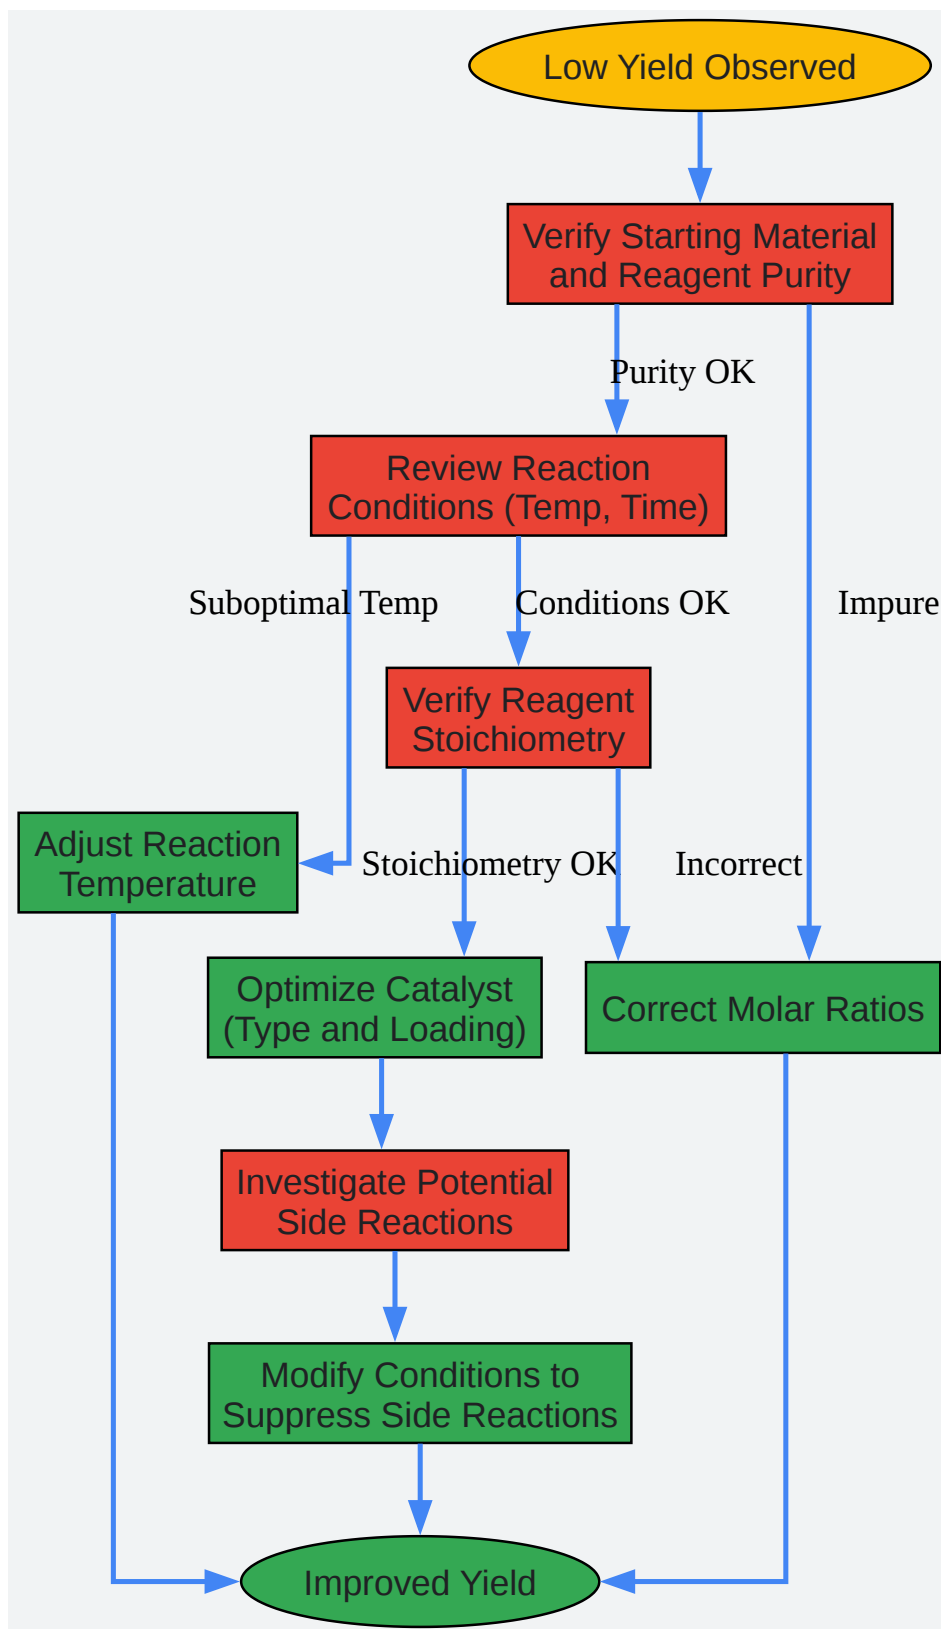 Low Yield Observed
Verify Starting Material
and Reagent Purity
Purity OK
Review Reaction
Conditions (Temp, Time)
Suboptimal Temp
Conditions OK
Impure
Verify Reagent
Stoichiometry
Adjust Reaction
Temperature
Stoichiometry OK
Incorrect
Optimize Catalyst
(Type and Loading)
Correct Molar Ratios
Investigate Potential
Side Reactions
Modify Conditions to
Suppress Side Reactions
Improved Yield